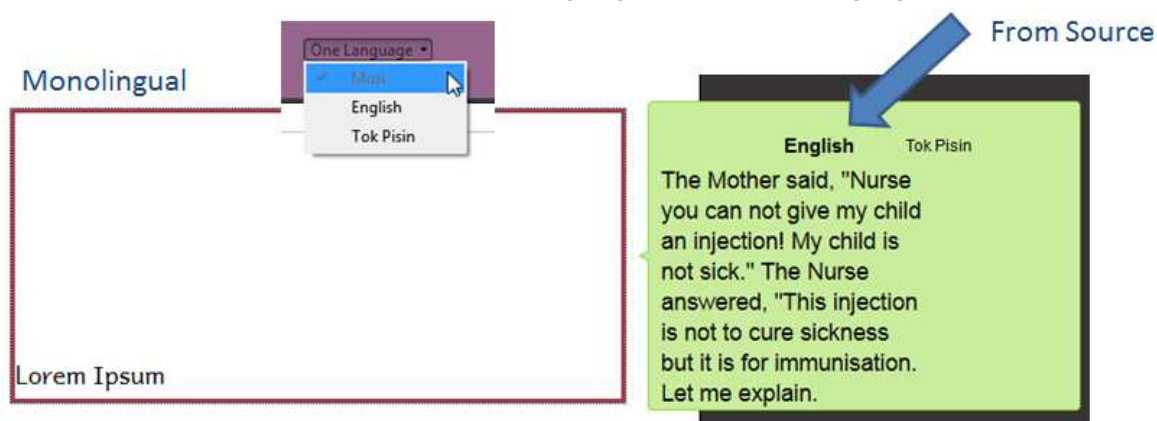 From Source
One Language
Monolingual
Musi
English
Tok Pisin
English Tok Pisin
The Mother said, "Nurse
you can not give my child
an injection! My child is
not sick." The Nurse
answered, "This injection
is not to cure sickness
but it is for immunisation.
Let me explain.
Lorem Ipsum